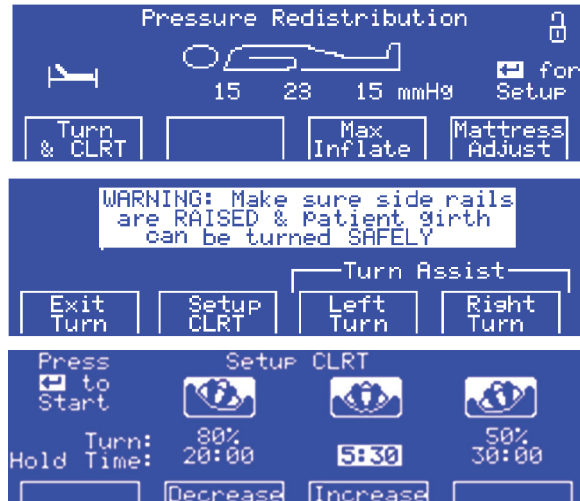 Pressure Redistribution
↵ for
Setup
15 23 15 mmHg
Turn
& CLRT
Max
Inflate
Mattress
Adjust
WARNING: Make sure side rails
are RAISED & Patient girth
can be turned SAFELY
Turn Assist
Exit
Turn
Setup
CLRT
Left
Turn
Right
Turn
Press
↵ to
Start
Setup CLRT
Turn: 80% 50%
Hold Time: 20:00 5:30 30:00
Decrease Increase